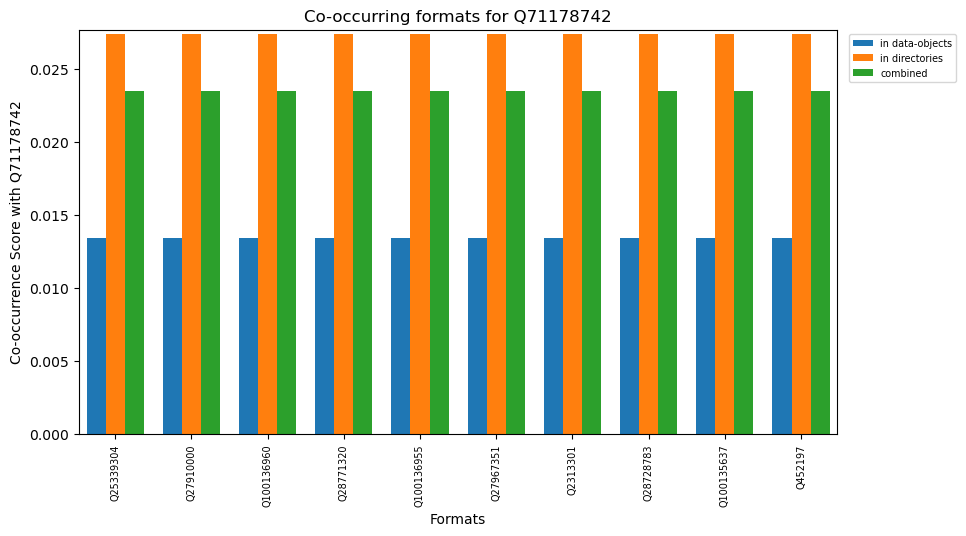 Co-occurring formats for Q71178742
in data-objects
in directories
combined
Co-occurrence Score with Q71178742
0.025
0.020
0.015
0.010
0.005
0.000
Q25339304
Q27910000
Q100136960
Q28771320
Q100136955
Q27967351
Q2313301
Q28728783
Q100135637
Q452197
Formats